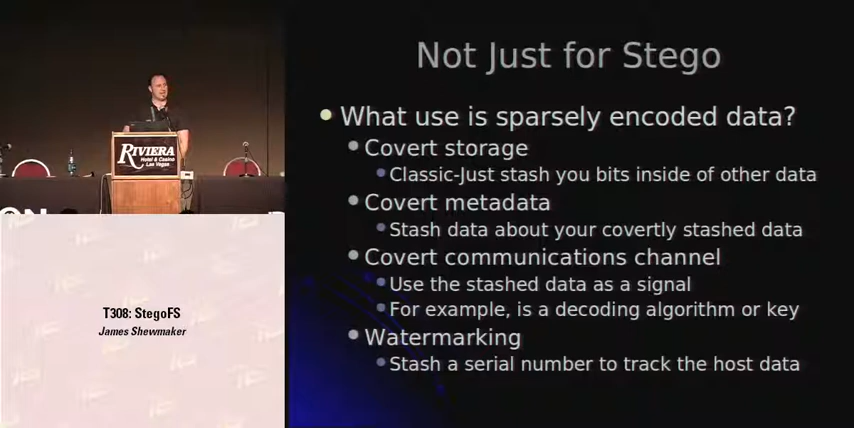 Not Just for Stego
What use is sparsely encoded data?
Covert storage
Classic-Just stash you bits inside of other data
Covert metadata
Stash data about your covertly stashed data
Covert communications channel
Use the stashed data as a signal
For example, is a decoding algorithm or key
Watermarking
Stash a serial number to track the host data
RIVIERA
Hotel & Casino
Las Vegas
ON
T308: StegoFS
James Shewmaker